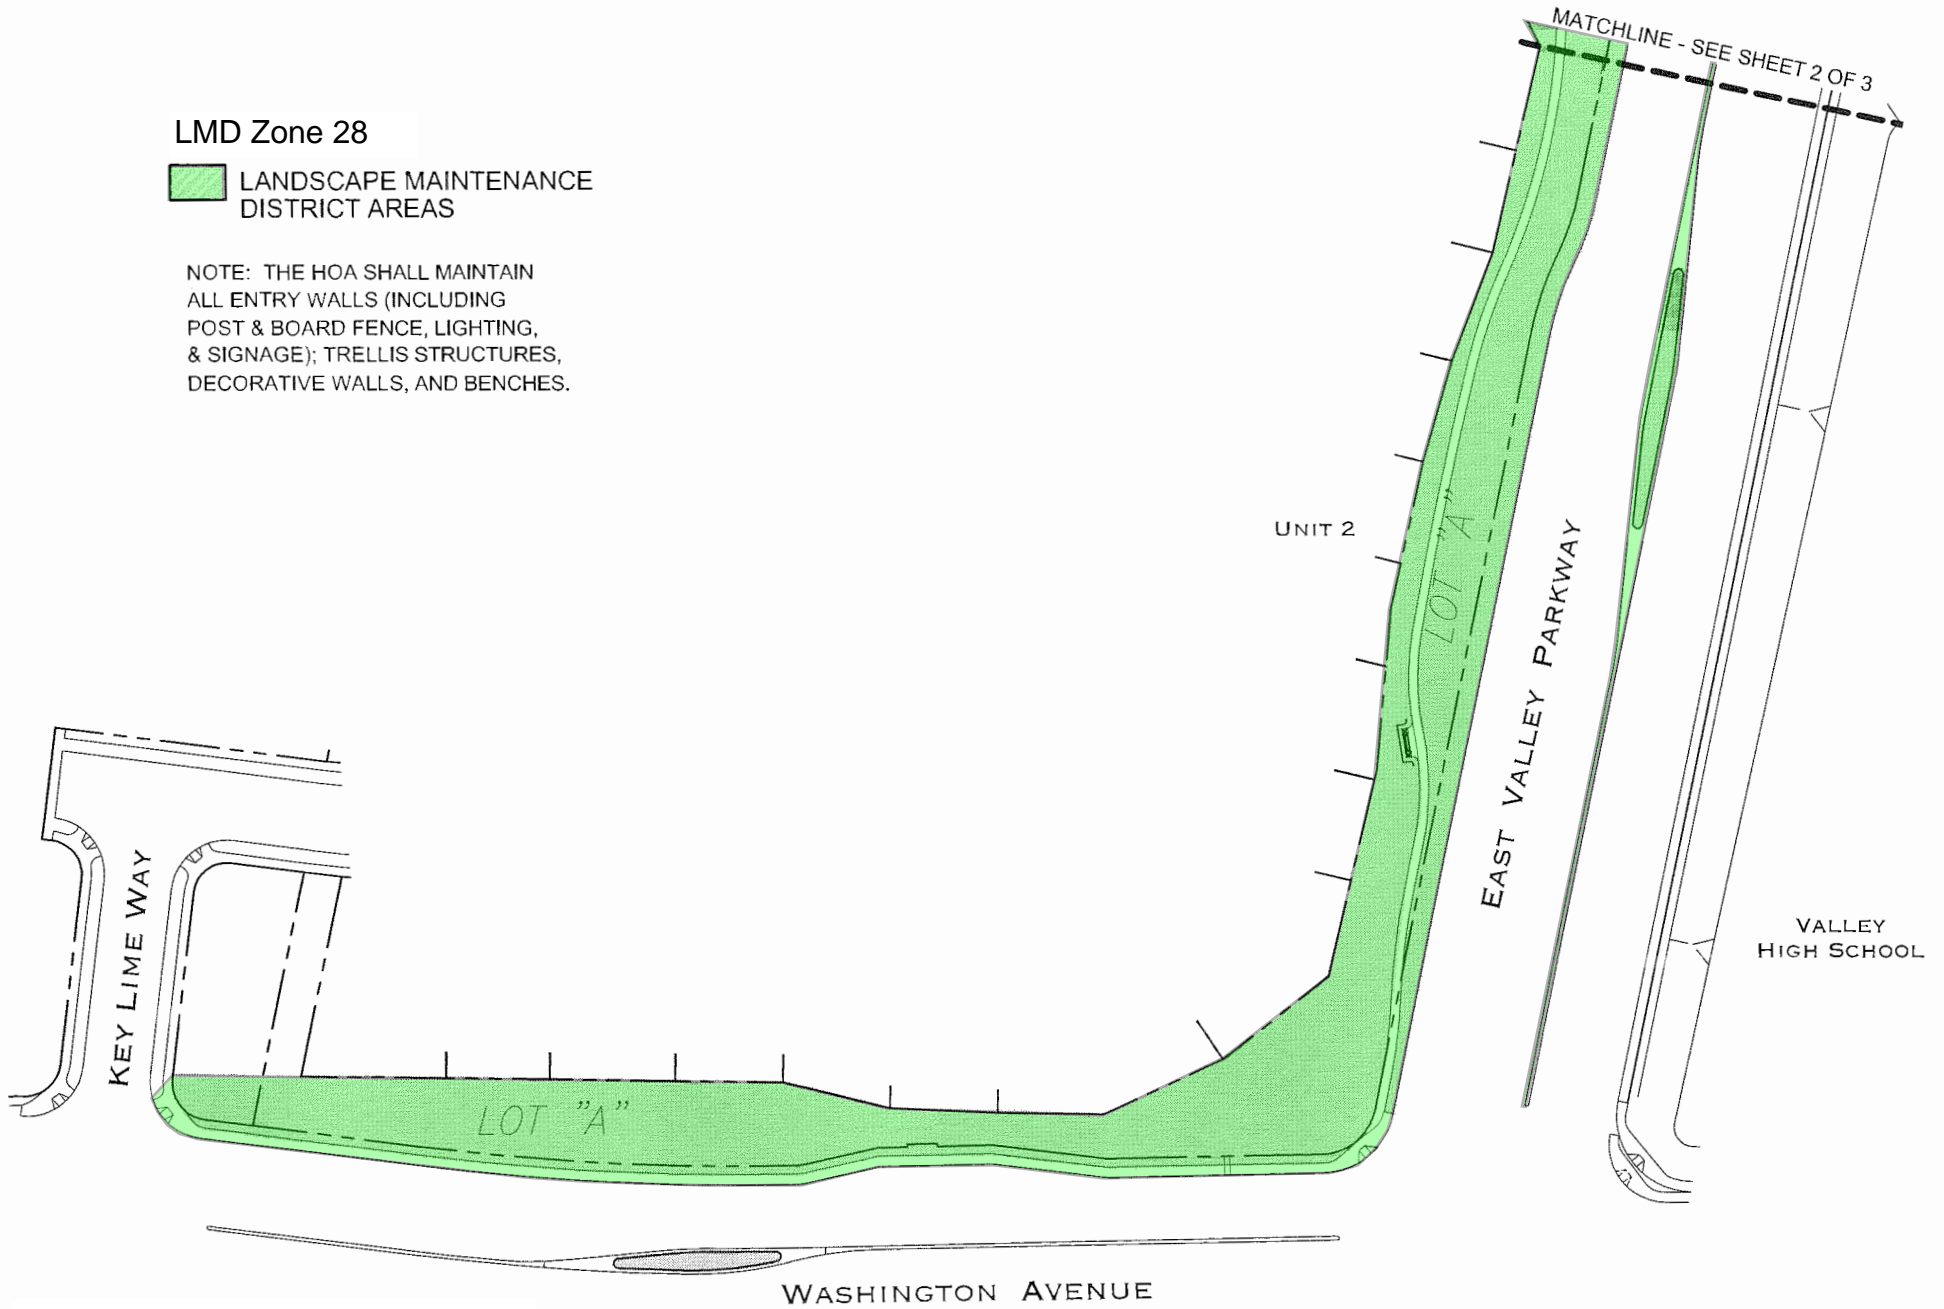 MATCHLINE - SEE SHEET 2 OF 3
LMD Zone 28
LANDSCAPE MAINTENANCE
DISTRICT AREAS
NOTE: THE HOA SHALL MAINTAIN
ALL ENTRY WALLS (INCLUDING
POST & BOARD FENCE, LIGHTING,
& SIGNAGE); TRELLIS STRUCTURES,
DECORATIVE WALLS, AND BENCHES.
UNIT 2
LOT "A"
EAST VALLEY PARKWAY
VALLEY
HIGH SCHOOL
KEY LIME WAY
LOT "A"
WASHINGTON AVENUE